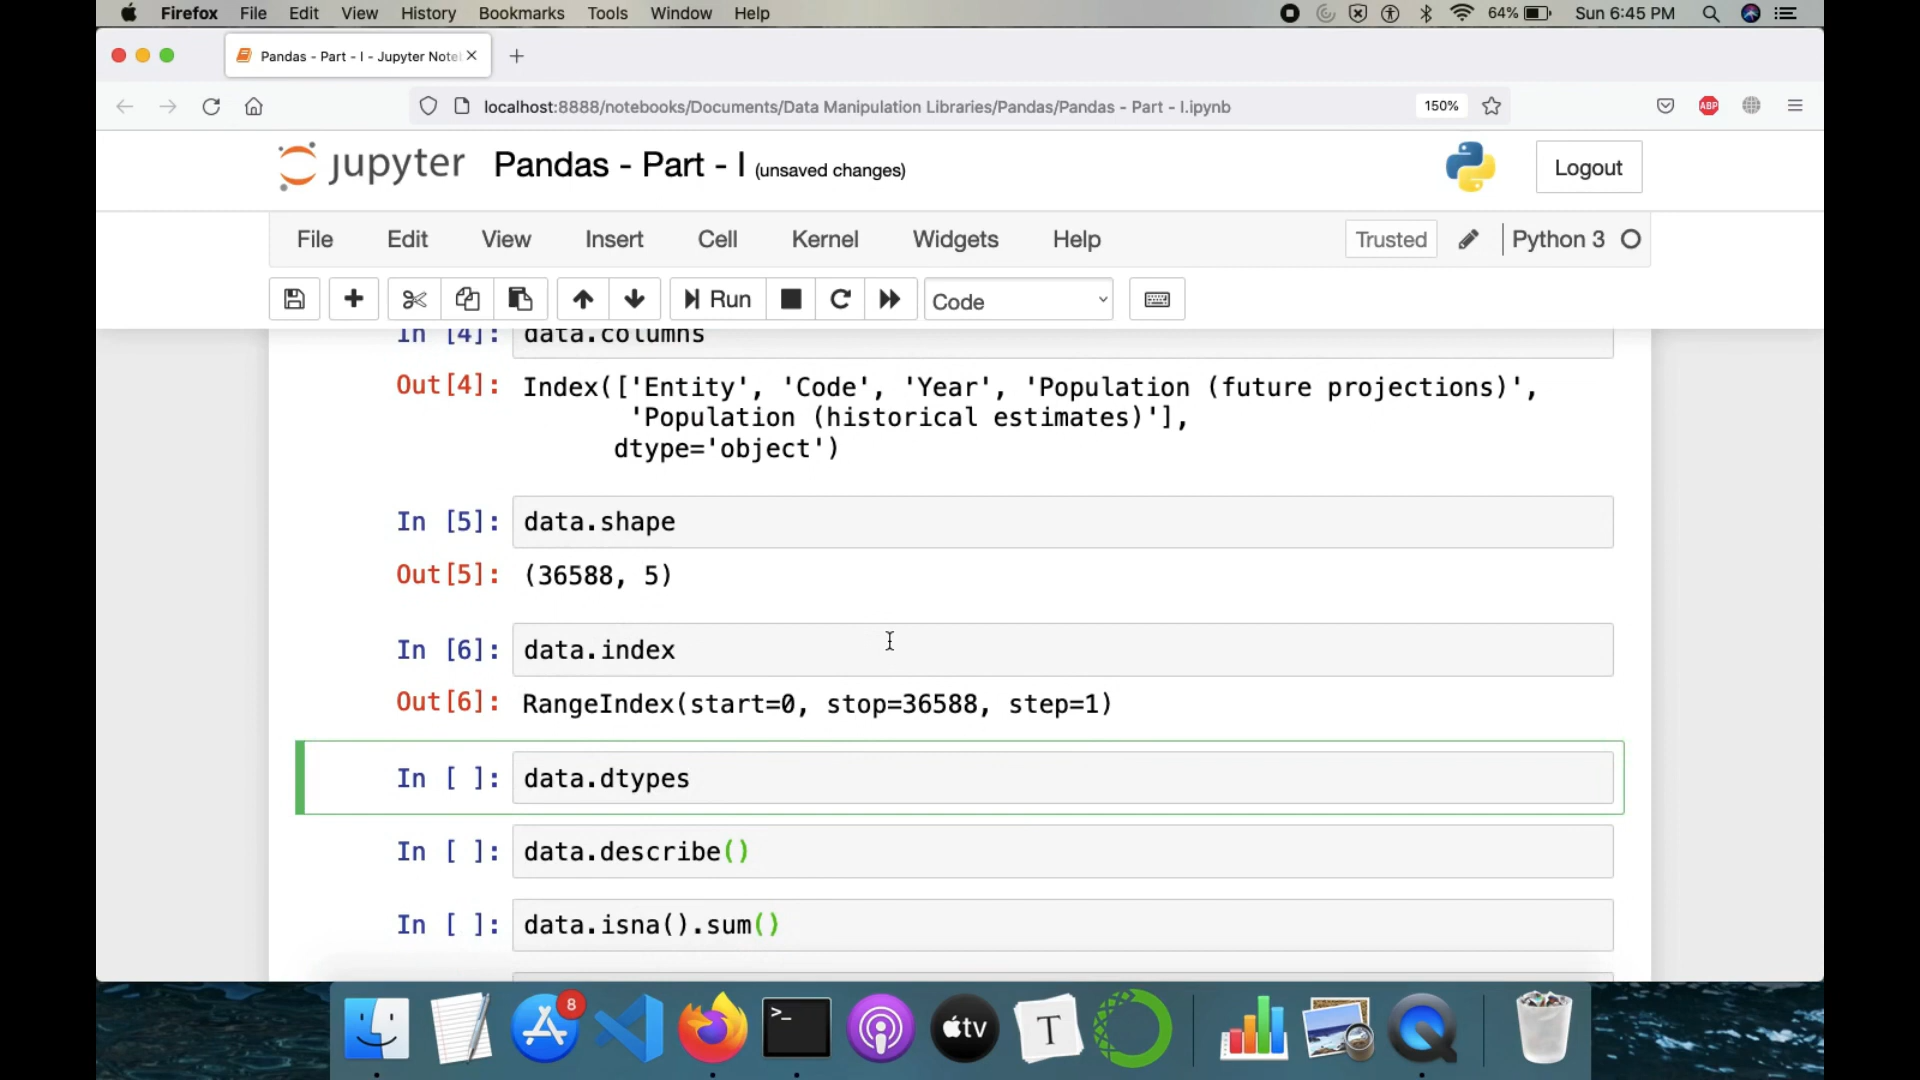 Firefox File Edit View History Bookmarks Tools Window Help 64% Sun 6:45 PM
Pandas - Part - I - Jupyter Note
localhost:8888/notebooks/Documents/Data Manipulation Libraries/Pandas/Pandas - Part - I.ipynb 150% ABP
jupyter Pandas - Part - I (unsaved changes) Logout
File Edit View Insert Cell Kernel Widgets Help Trusted Python 3
Run Code
In [4]: data.columns
Out[4]: Index(['Entity', 'Code', 'Year', 'Population (future projections)',
'Population (historical estimates)'],
dtype='object')
In [5]: data.shape
Out[5]: (36588, 5)
In [6]: data.index
Out[6]: RangeIndex(start=0, stop=36588, step=1)
In [ ]: data.dtypes
In [ ]: data.describe()
In [ ]: data.isna().sum()
8
>_
tv
T